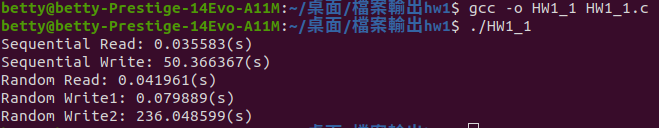 betty@betty-Prestige-14Evo-A11M:~/桌面/檔案輸出hw1$ gcc -o HW1_1 HW1_1.c
betty@betty-Prestige-14Evo-A11M:~/桌面/檔案輸出hw1$ ./HW1_1
Sequential Read: 0.035583(s)
Sequential Write: 50.366367(s)
Random Read: 0.041961(s)
Random Write1: 0.079889(s)
Random Write2: 236.048599(s)